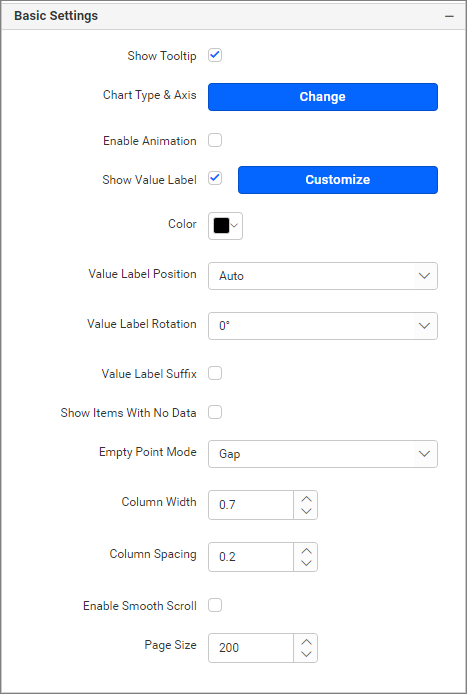 Basic Settings
Show Tooltip
Chart Type & Axis Change
Enable Animation
Show Value Label Customize
Color
Value Label Position Auto
Value Label Rotation 0°
Value Label Suffix
Show Items With No Data
Empty Point Mode Gap
Column Width 0.7
Column Spacing 0.2
Enable Smooth Scroll
Page Size 200